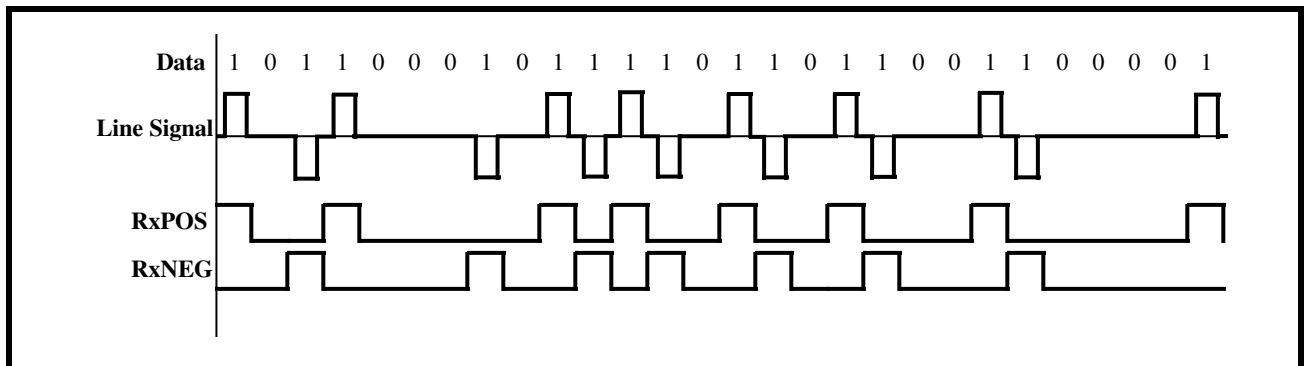 Data 1 0 1 1 0 0 0 1 0 1 1 1 1 0 1 1 0 1 1 0 0 1 1 0 0 0 0 1
Line Signal
RxPOS
RxNEG